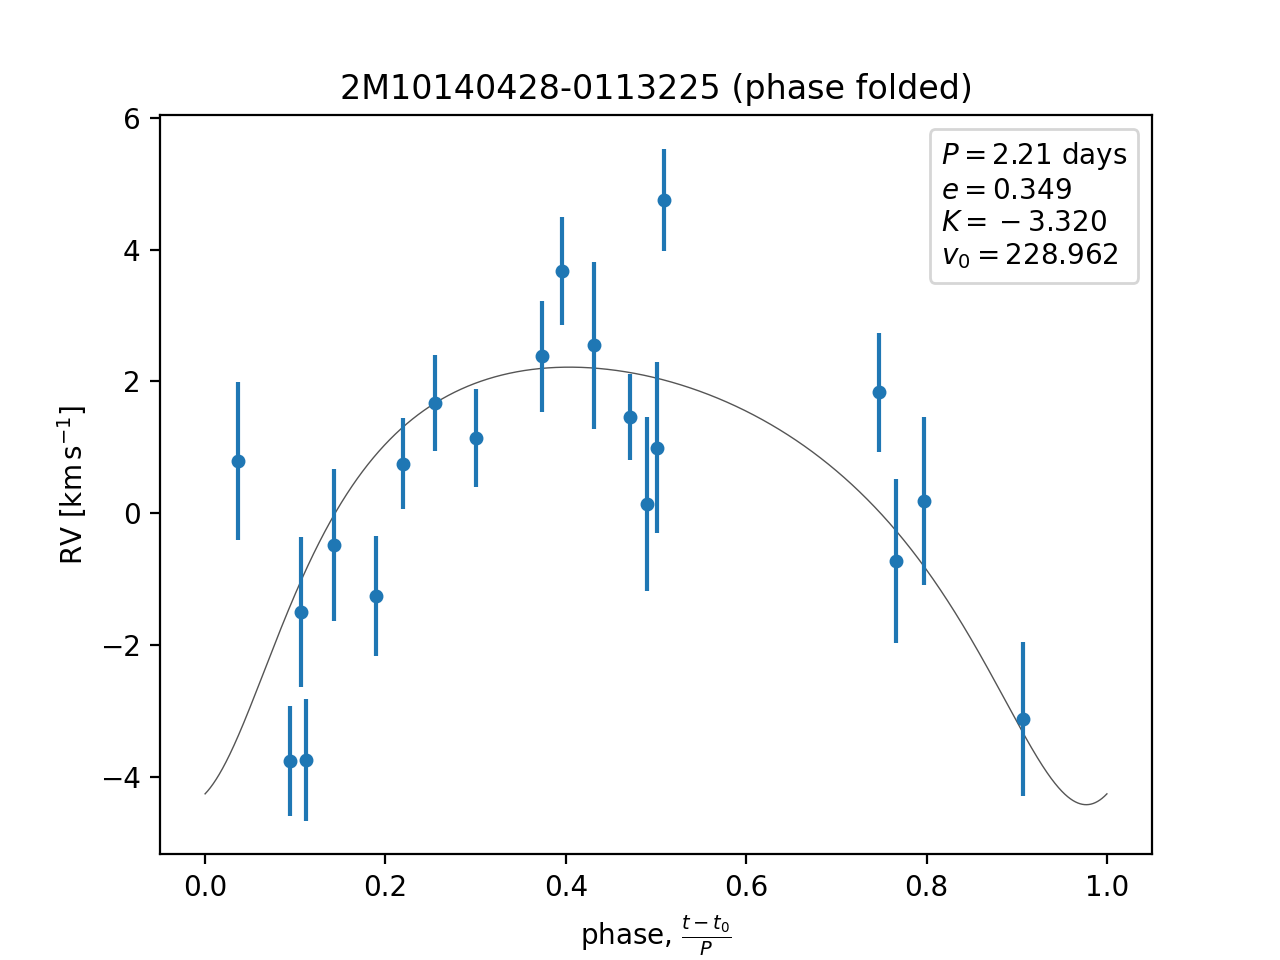 2M10140428-0113225 (phase folded)
P = 2.21 days
e = 0.349
K = −3.320
v₀ = 228.962
6
4
2
0
−2
−4
RV [km s⁻¹]
0.0 0.2 0.4 0.6 0.8 1.0
phase, (t − t₀)/P